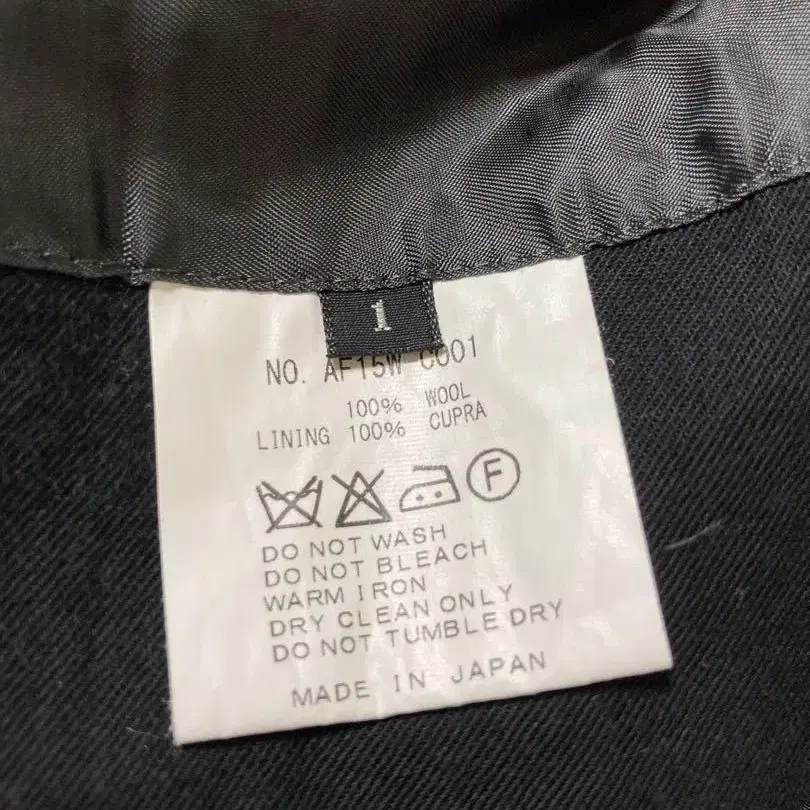 1
NO. AF15W C001
100% WOOL
LINING 100% CUPRA
F
DO NOT WASH
DO NOT BLEACH
WARM IRON
DRY CLEAN ONLY
DO NOT TUMBLE DRY
MADE IN JAPAN